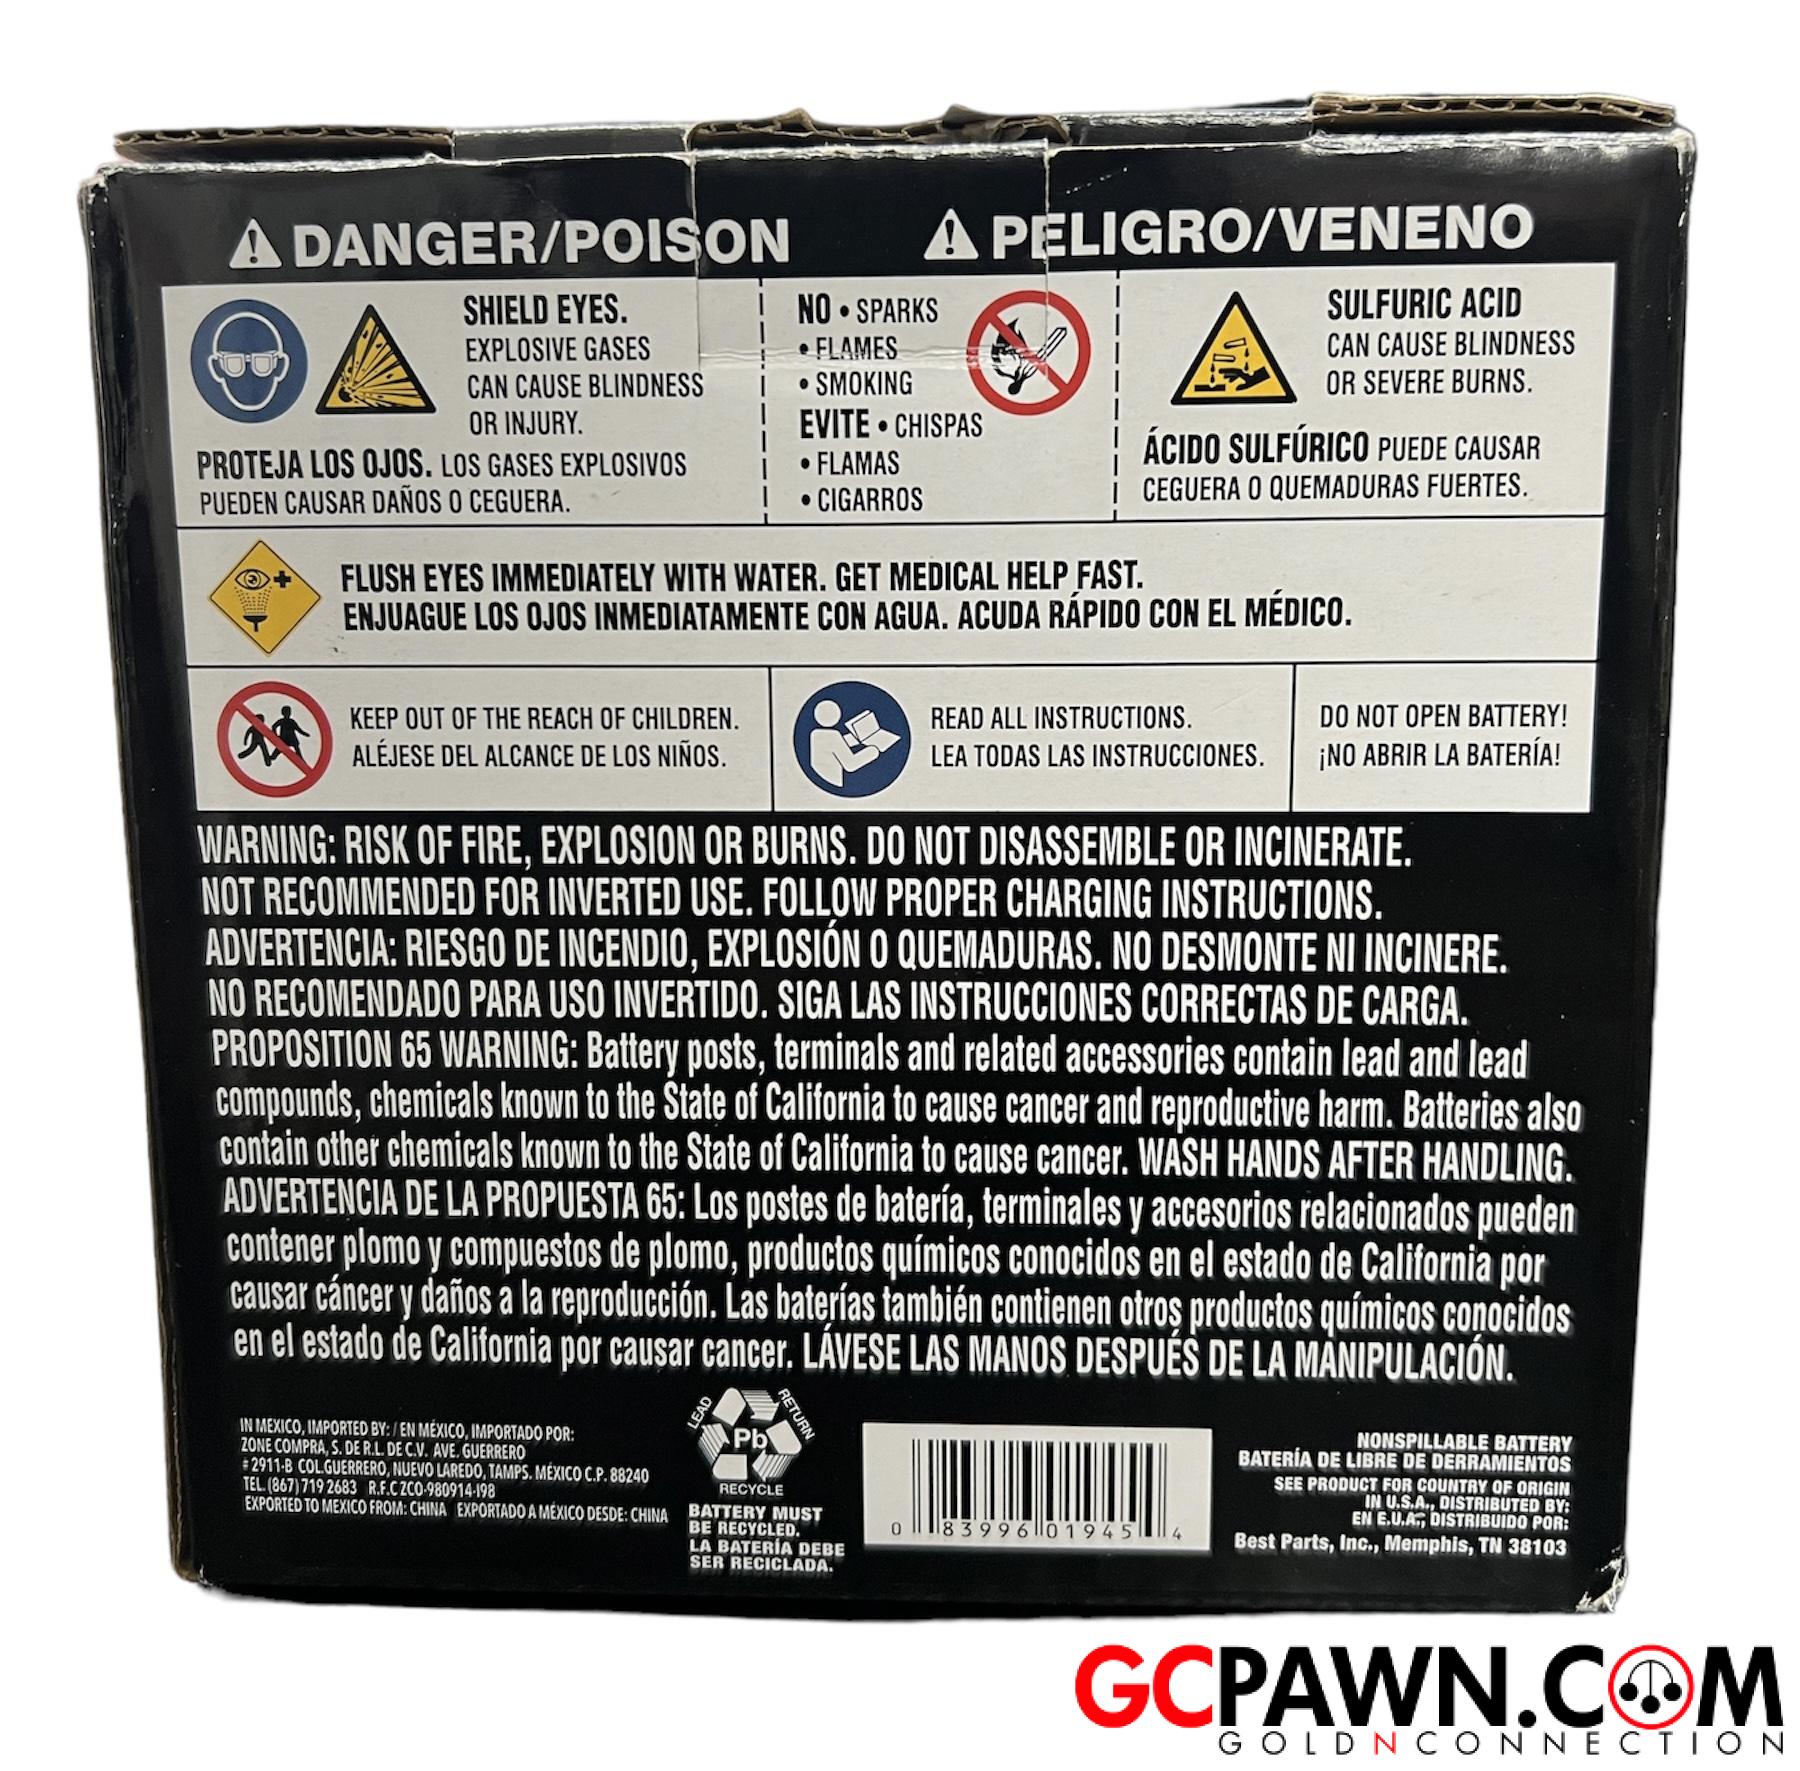 DANGER/POISON
PELIGRO/VENENO
SHIELD EYES.
EXPLOSIVE GASES
CAN CAUSE BLINDNESS
OR INJURY.
PROTEJA LOS OJOS. LOS GASES EXPLOSIVOS
PUEDEN CAUSAR DAÑOS O CEGUERA.
NO • SPARKS
• FLAMES
• SMOKING
EVITE • CHISPAS
• FLAMAS
• CIGARROS
SULFURIC ACID
CAN CAUSE BLINDNESS
OR SEVERE BURNS.
ÁCIDO SULFÚRICO PUEDE CAUSAR
CEGUERA O QUEMADURAS FUERTES.
FLUSH EYES IMMEDIATELY WITH WATER. GET MEDICAL HELP FAST.
ENJUAGUE LOS OJOS INMEDIATAMENTE CON AGUA. ACUDA RÁPIDO CON EL MÉDICO.
KEEP OUT OF THE REACH OF CHILDREN.
ALÉJESE DEL ALCANCE DE LOS NIÑOS.
READ ALL INSTRUCTIONS.
LEA TODAS LAS INSTRUCCIONES.
DO NOT OPEN BATTERY!
¡NO ABRIR LA BATERÍA!
WARNING: RISK OF FIRE, EXPLOSION OR BURNS. DO NOT DISASSEMBLE OR INCINERATE.
NOT RECOMMENDED FOR INVERTED USE. FOLLOW PROPER CHARGING INSTRUCTIONS.
ADVERTENCIA: RIESGO DE INCENDIO, EXPLOSIÓN O QUEMADURAS. NO DESMONTE NI INCINERE.
NO RECOMENDADO PARA USO INVERTIDO. SIGA LAS INSTRUCCIONES CORRECTAS DE CARGA.
PROPOSITION 65 WARNING: Battery posts, terminals and related accessories contain lead and lead
compounds, chemicals known to the State of California to cause cancer and reproductive harm. Batteries also
contain other chemicals known to the State of California to cause cancer. WASH HANDS AFTER HANDLING.
ADVERTENCIA DE LA PROPUESTA 65: Los postes de batería, terminales y accesorios relacionados pueden
contener plomo y compuestos de plomo, productos químicos conocidos en el estado de California por
causar cáncer y daños a la reproducción. Las baterías también contienen otros productos químicos conocidos
en el estado de California por causar cancer. LÁVESE LAS MANOS DESPUÉS DE LA MANIPULACIÓN.
IN MEXICO, IMPORTED BY: / EN MÉXICO, IMPORTADO POR:
ZONE COMPRA, S. DE R.L. DE C.V. AVE. GUERRERO
# 2911-B COL.GUERRERO, NUEVO LAREDO, TAMPS. MÉXICO C.P. 88240
TEL. (867) 719 2683 R.F.C ZCO-980914-I98
EXPORTED TO MEXICO FROM: CHINA EXPORTADO A MÉXICO DESDE: CHINA
LEAD
RETURN
Pb
RECYCLE
BATTERY MUST
BE RECYCLED.
LA BATERÍA DEBE
SER RECICLADA.
0 83996 01945 4
NONSPILLABLE BATTERY
BATERÍA DE LIBRE DE DERRAMIENTOS
SEE PRODUCT FOR COUNTRY OF ORIGIN
IN U.S.A., DISTRIBUTED BY:
EN E.U.A., DISTRIBUIDO POR:
Best Parts, Inc., Memphis, TN 38103
GCPAWN.COM
GOLDNCONNECTION